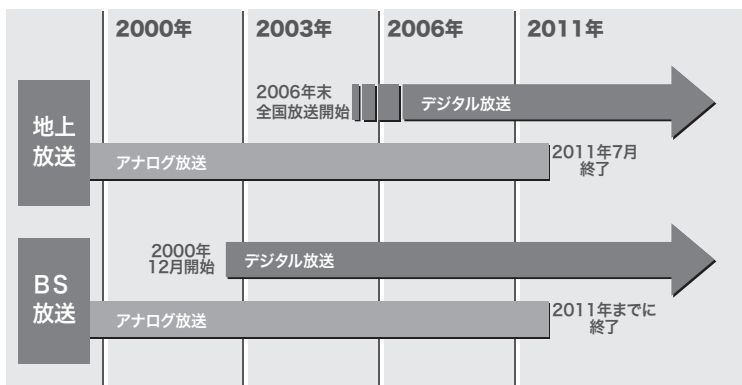 2000年
2003年
2006年
2011年
地上
放送
2006年末
全国放送開始
デジタル放送
アナログ放送
2011年7月
終了
BS
放送
2000年
12月開始
デジタル放送
アナログ放送
2011年までに
終了